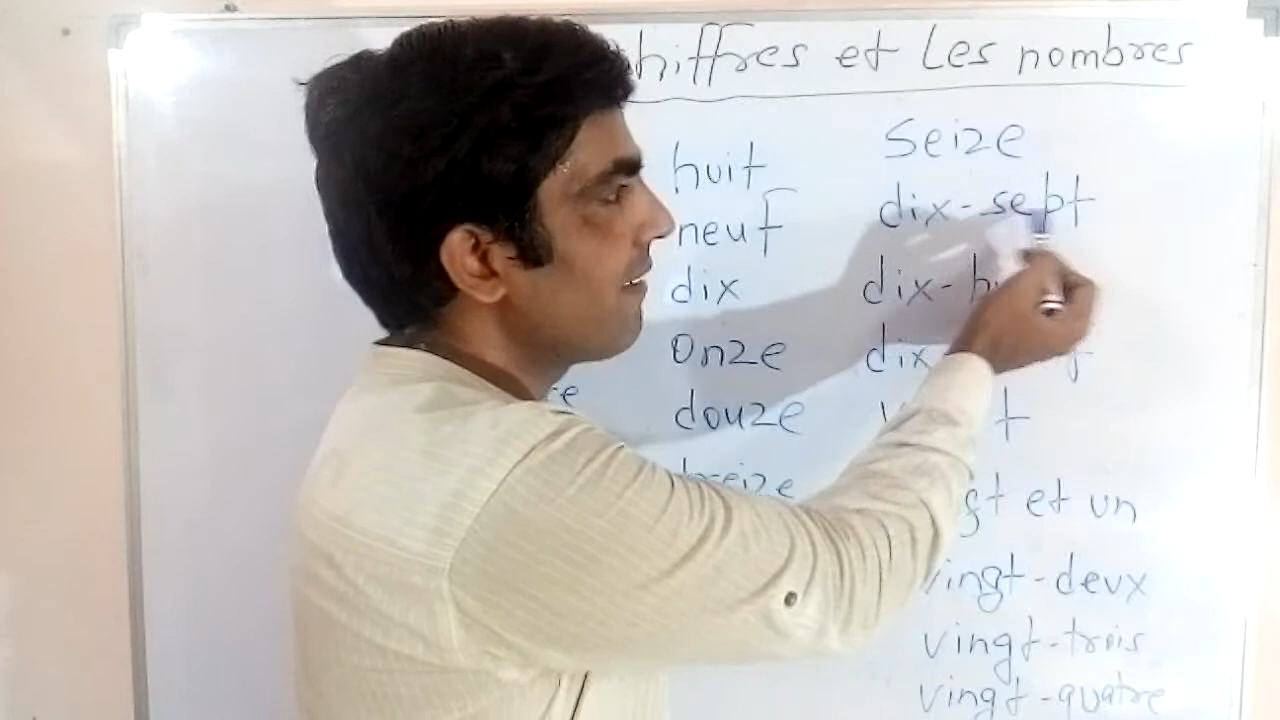 hiffres et Les nombres
huit
neuf
dix
onze
douze
treize
Seize
dix-sept
dix-
dix
t
et un
vingt-deux
vingt-trois
vingt-quatre